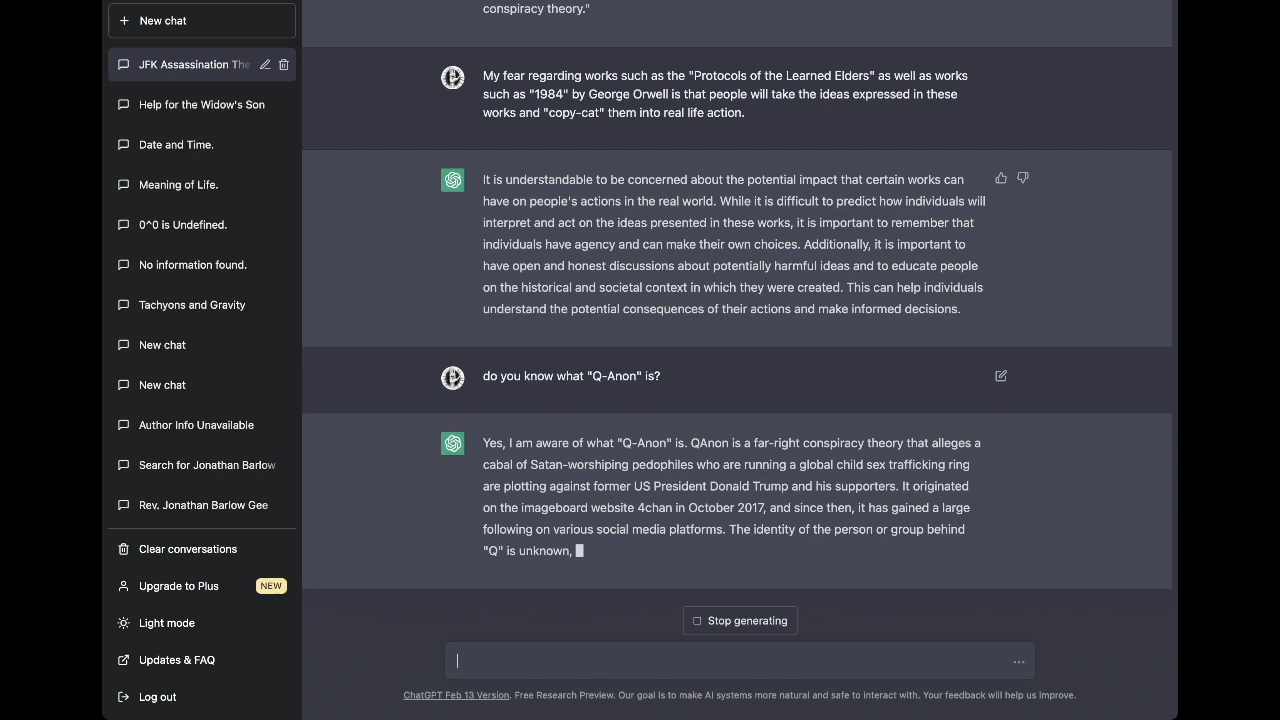 New chat
JFK Assassination The
Help for the Widow's Son
Date and Time.
Meaning of Life.
0^0 is Undefined.
No information found.
Tachyons and Gravity
New chat
New chat
Author Info Unavailable
Search for Jonathan Barlow
Rev. Jonathan Barlow Gee
Clear conversations
Upgrade to Plus NEW
Light mode
Updates & FAQ
Log out
conspiracy theory."
My fear regarding works such as the "Protocols of the Learned Elders" as well as works
such as "1984" by George Orwell is that people will take the ideas expressed in these
works and "copy-cat" them into real life action.
It is understandable to be concerned about the potential impact that certain works can
have on people's actions in the real world. While it is difficult to predict how individuals will
interpret and act on the ideas presented in these works, it is important to remember that
individuals have agency and can make their own choices. Additionally, it is important to
have open and honest discussions about potentially harmful ideas and to educate people
on the historical and societal context in which they were created. This can help individuals
understand the potential consequences of their actions and make informed decisions.
do you know what "Q-Anon" is?
Yes, I am aware of what "Q-Anon" is. QAnon is a far-right conspiracy theory that alleges a
cabal of Satan-worshiping pedophiles who are running a global child sex trafficking ring
are plotting against former US President Donald Trump and his supporters. It originated
on the imageboard website 4chan in October 2017, and since then, it has gained a large
following on various social media platforms. The identity of the person or group behind
"Q" is unknown,
Stop generating
ChatGPT Feb 13 Version. Free Research Preview. Our goal is to make AI systems more natural and safe to interact with. Your feedback will help us improve.